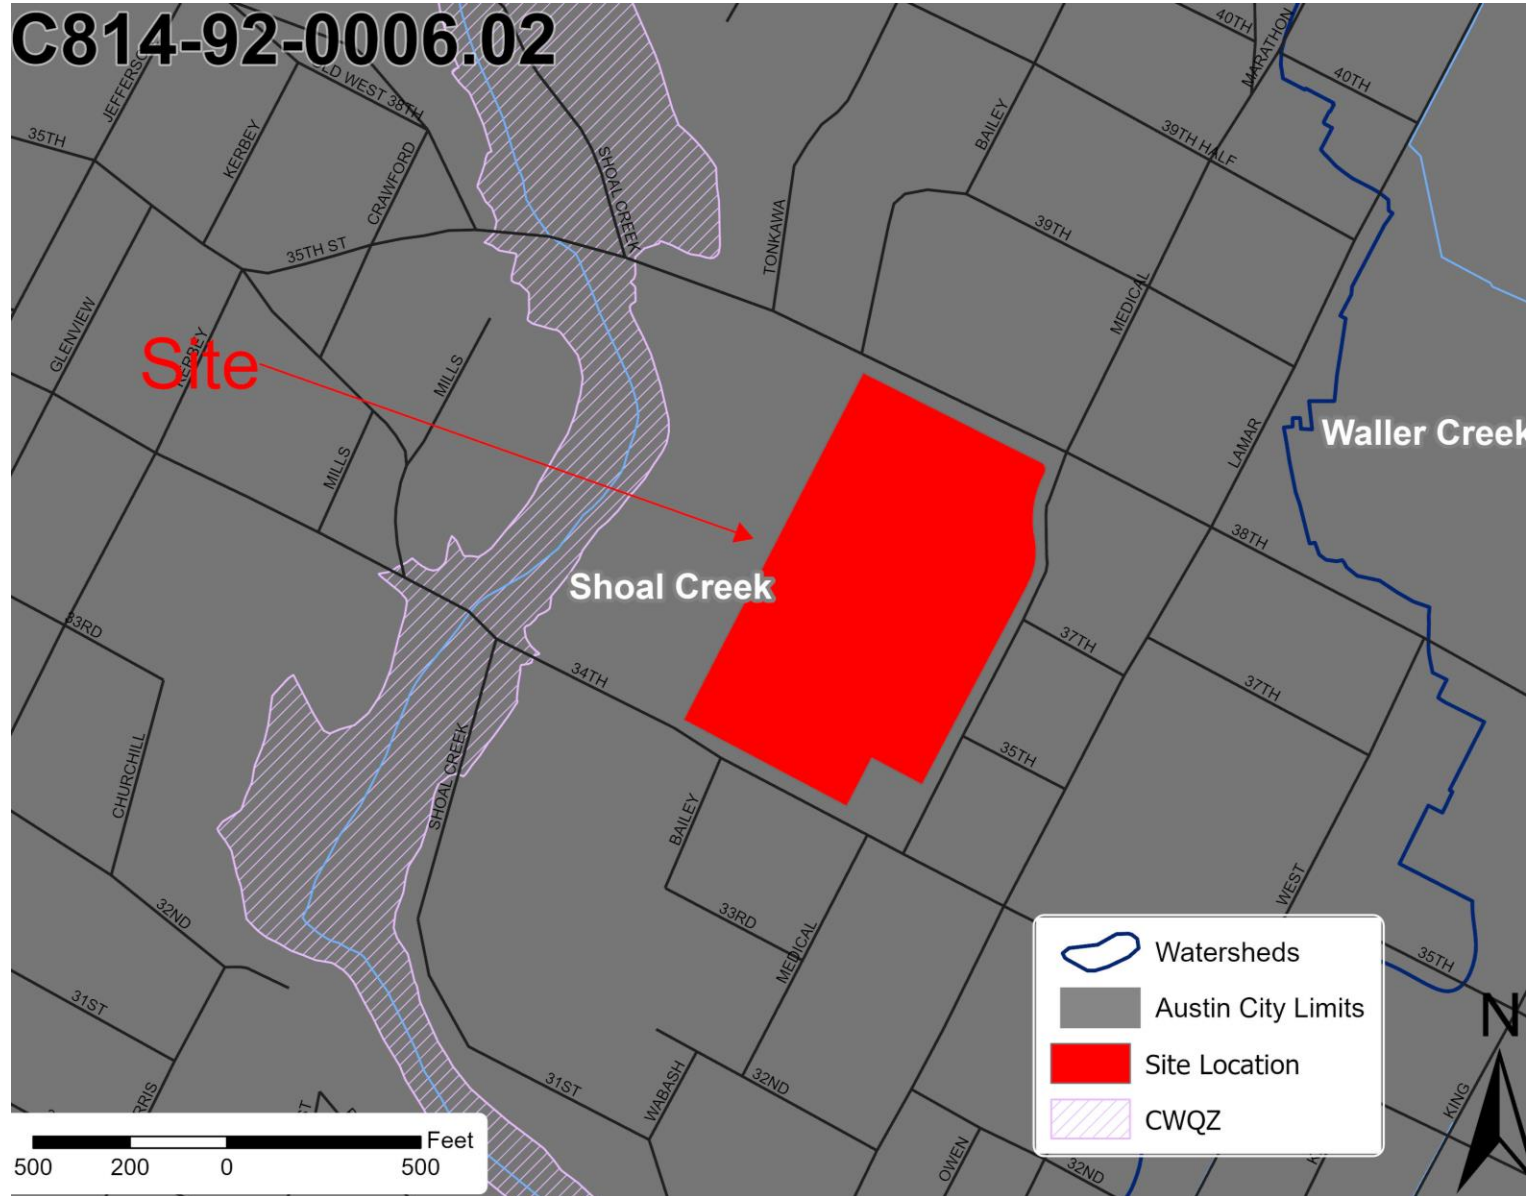 C814-92-0006.02
40TH
MARATHON
40TH
JEFFERSO
OLD WEST 38TH
35TH
KERBEY
CRAWFORD
SHOAL CREEK
BAILEY
39TH HALF
35TH ST
TONKAWA
39TH
MEDICAL
GLENVIEW
KERBEY
Site
MILLS
MILLS
LAMAR
Waller Creek
38TH
Shoal Creek
33RD
34TH
37TH
37TH
CHURCHILL
SHOAL CREEK
35TH
BAILEY
WEST
32ND
33RD
MEDICAL
35TH
31ST
31ST
WABASH
32ND
OWEN
32ND
KING
RRIS
ST
Watersheds
Austin City Limits
Site Location
CWQZ
N
Feet
500 200 0 500